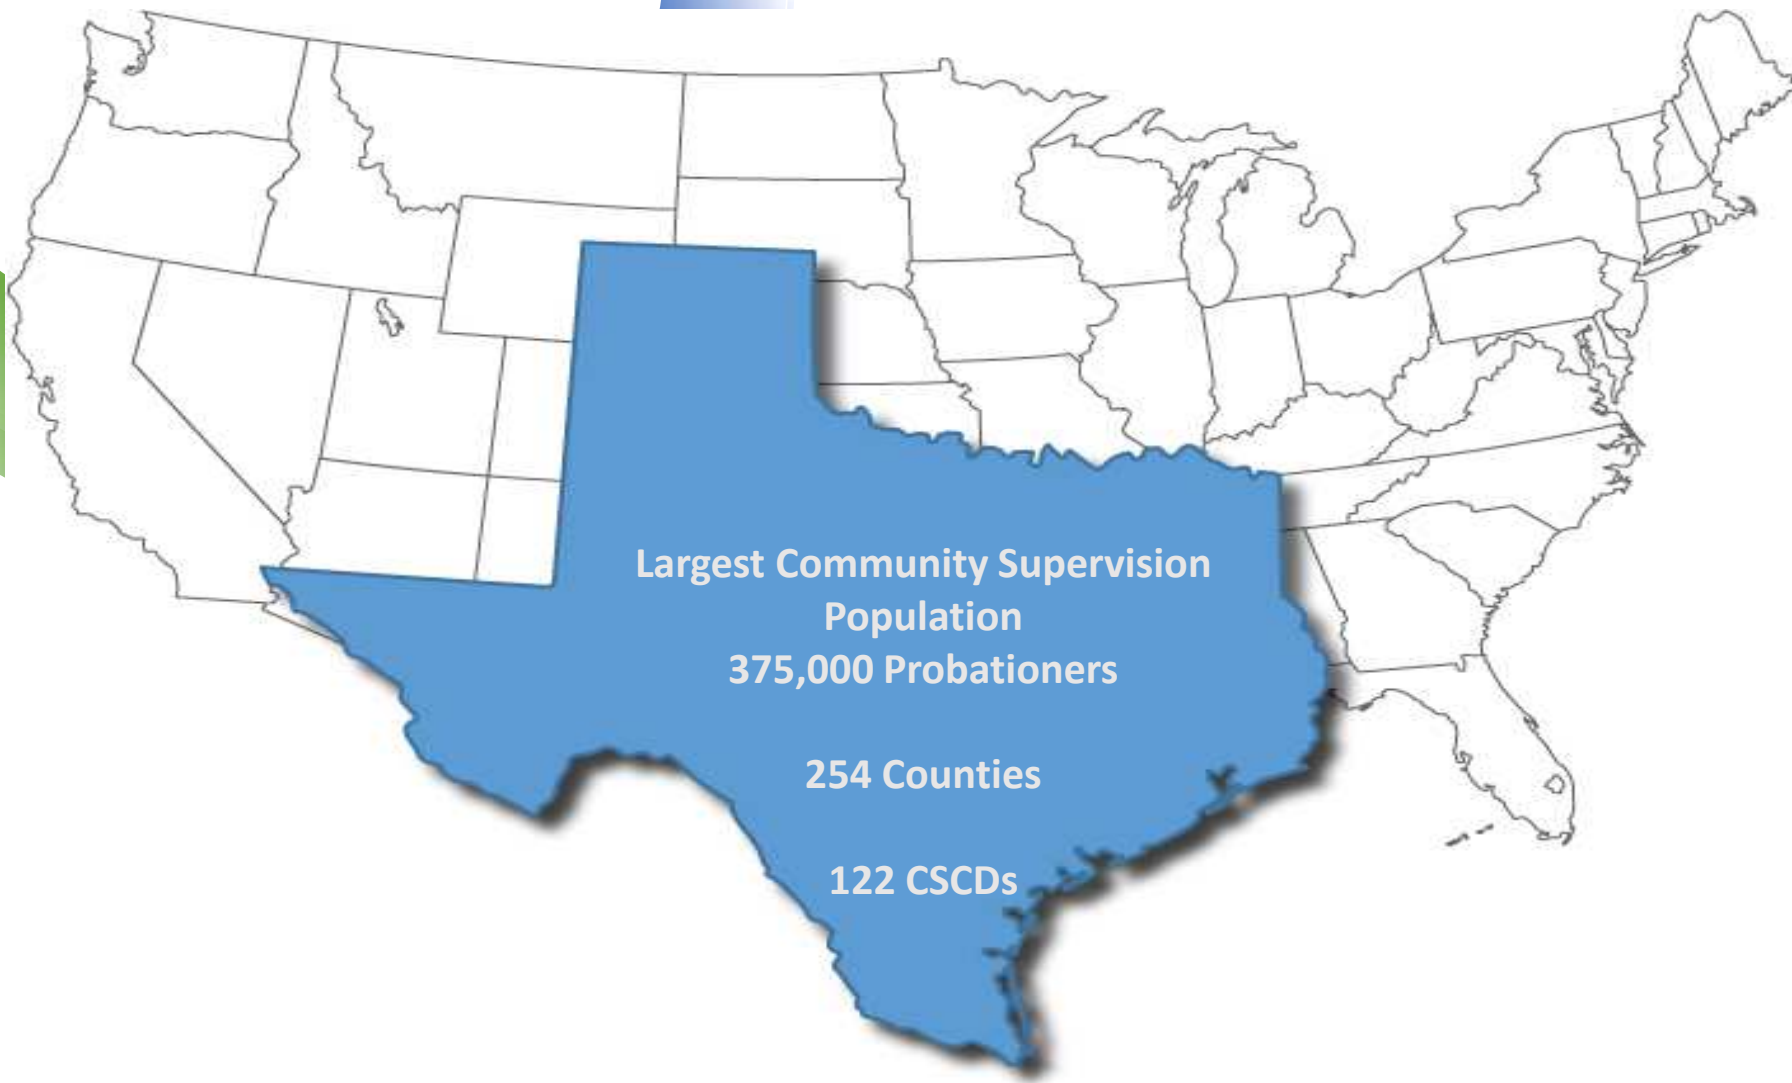 Largest Community Supervision
Population
375,000 Probationers
254 Counties
122 CSCDs